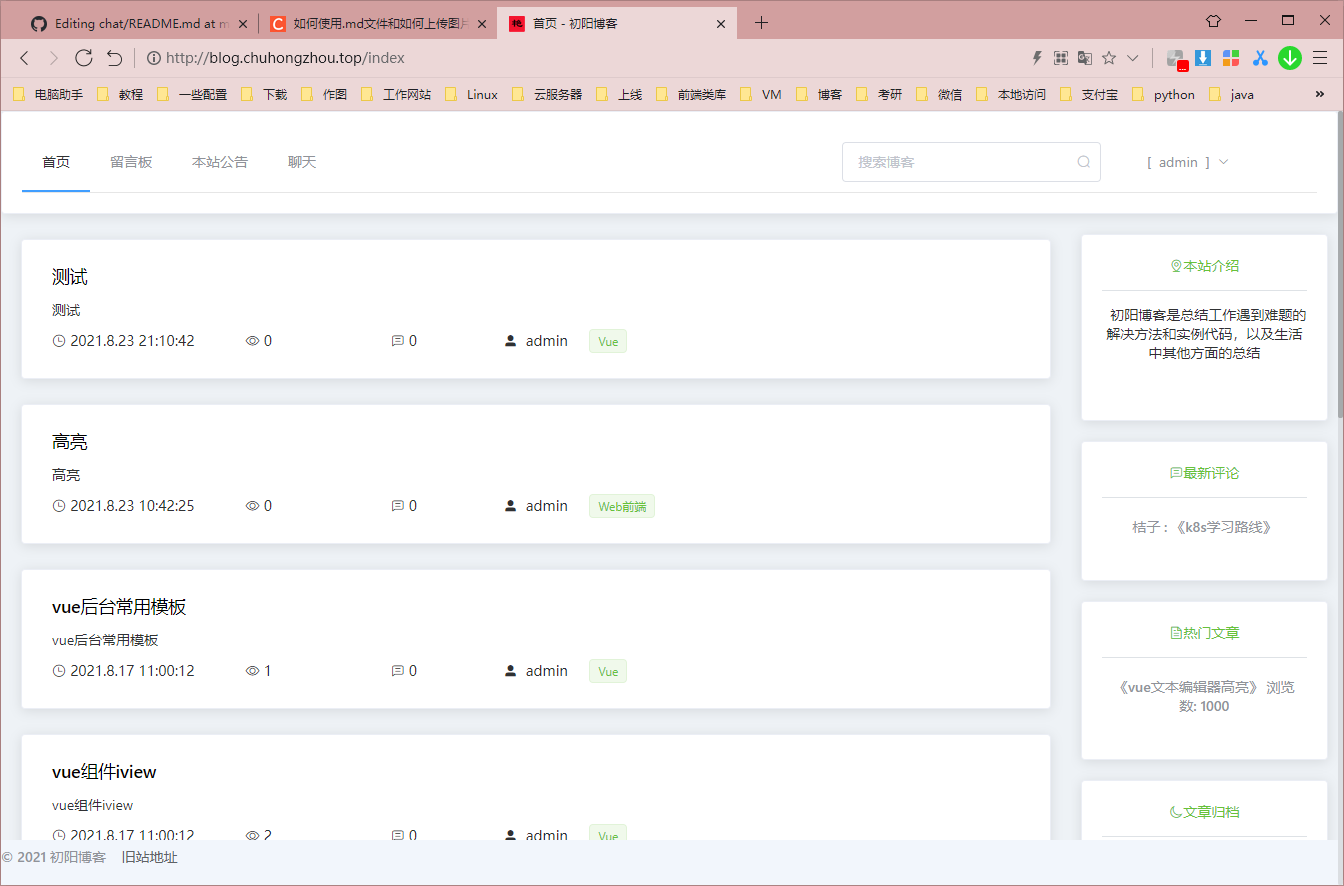 Editing chat/README.md at m
如何使用.md文件和如何上传图片
首页 - 初阳博客
http://blog.chuhongzhou.top/index
电脑助手 教程 一些配置 下载 作图 工作网站 Linux 云服务器 上线 前端类库 VM 博客 考研 微信 本地访问 支付宝 python java »
首页 留言板 本站公告 聊天 搜索博客 [ admin ]
测试
测试
2021.8.23 21:10:42 0 0 admin Vue
高亮
高亮
2021.8.23 10:42:25 0 0 admin Web前端
vue后台常用模板
vue后台常用模板
2021.8.17 11:00:12 1 0 admin Vue
vue组件iview
vue组件iview
2021.8.17 11:00:12 2 0 admin Vue
本站介绍
初阳博客是总结工作遇到难题的
解决方法和实例代码，以及生活
中其他方面的总结
最新评论
桔子 : 《k8s学习路线》
热门文章
《vue文本编辑器高亮》 浏览
数: 1000
文章归档
© 2021 初阳博客 旧站地址